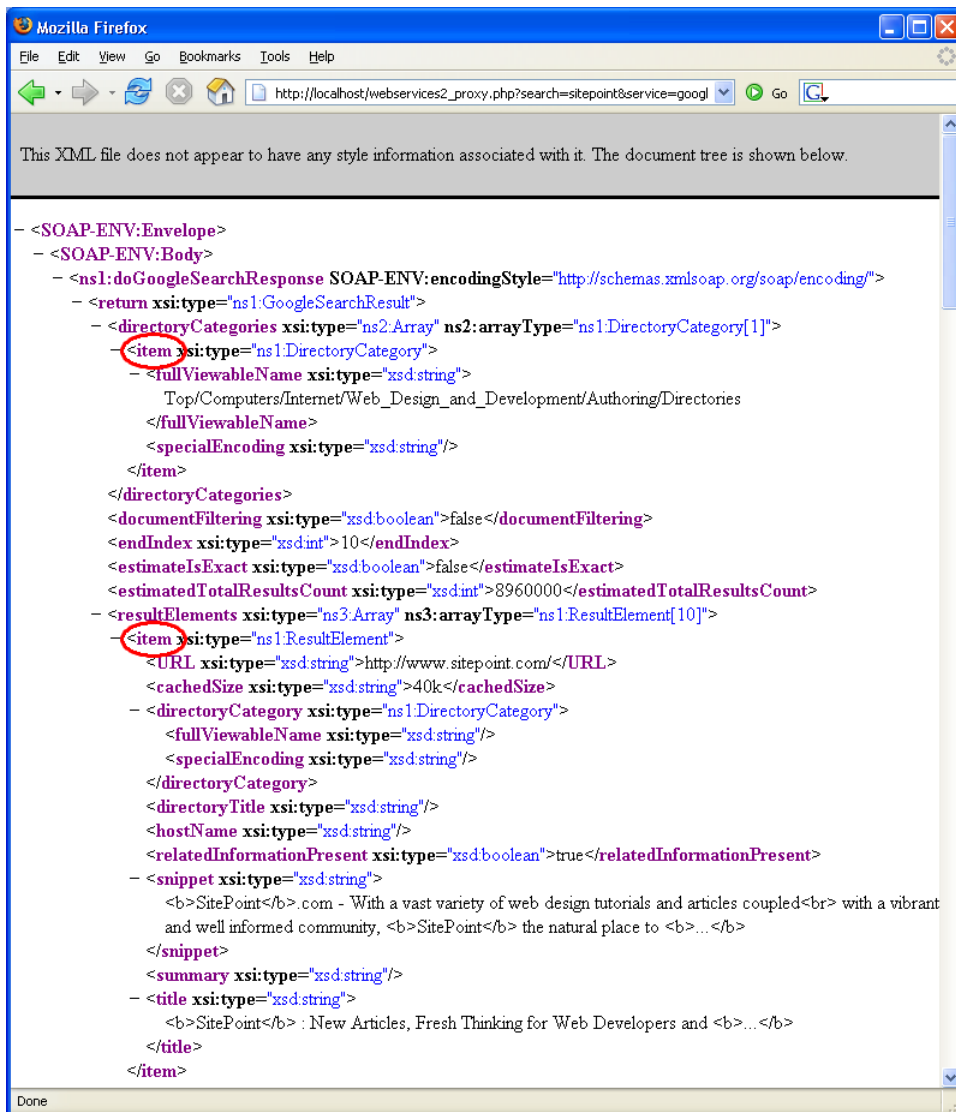 Mozilla Firefox
File Edit View Go Bookmarks Tools Help
http://localhost/webservices2_proxy.php?search=sitepoint&service=googl Go G
This XML file does not appear to have any style information associated with it. The document tree is shown below.
− <SOAP-ENV:Envelope>
− <SOAP-ENV:Body>
− <ns1:doGoogleSearchResponse SOAP-ENV:encodingStyle="http://schemas.xmlsoap.org/soap/encoding/">
− <return xsi:type="ns1:GoogleSearchResult">
− <directoryCategories xsi:type="ns2:Array" ns2:arrayType="ns1:DirectoryCategory[1]">
− <item xsi:type="ns1:DirectoryCategory">
− <fullViewableName xsi:type="xsd:string">
Top/Computers/Internet/Web_Design_and_Development/Authoring/Directories
</fullViewableName>
<specialEncoding xsi:type="xsd:string"/>
</item>
</directoryCategories>
<documentFiltering xsi:type="xsd:boolean">false</documentFiltering>
<endIndex xsi:type="xsd:int">10</endIndex>
<estimateIsExact xsi:type="xsd:boolean">false</estimateIsExact>
<estimatedTotalResultsCount xsi:type="xsd:int">8960000</estimatedTotalResultsCount>
− <resultElements xsi:type="ns3:Array" ns3:arrayType="ns1:ResultElement[10]">
− <item xsi:type="ns1:ResultElement">
<URL xsi:type="xsd:string">http://www.sitepoint.com/</URL>
<cachedSize xsi:type="xsd:string">40k</cachedSize>
− <directoryCategory xsi:type="ns1:DirectoryCategory">
<fullViewableName xsi:type="xsd:string"/>
<specialEncoding xsi:type="xsd:string"/>
</directoryCategory>
<directoryTitle xsi:type="xsd:string"/>
<hostName xsi:type="xsd:string"/>
<relatedInformationPresent xsi:type="xsd:boolean">true</relatedInformationPresent>
− <snippet xsi:type="xsd:string">
<b>SitePoint</b>.com - With a vast variety of web design tutorials and articles coupled<br> with a vibrant
and well informed community, <b>SitePoint</b> the natural place to <b>...</b>
</snippet>
<summary xsi:type="xsd:string"/>
− <title xsi:type="xsd:string">
<b>SitePoint</b> : New Articles, Fresh Thinking for Web Developers and <b>...</b>
</title>
</item>
Done